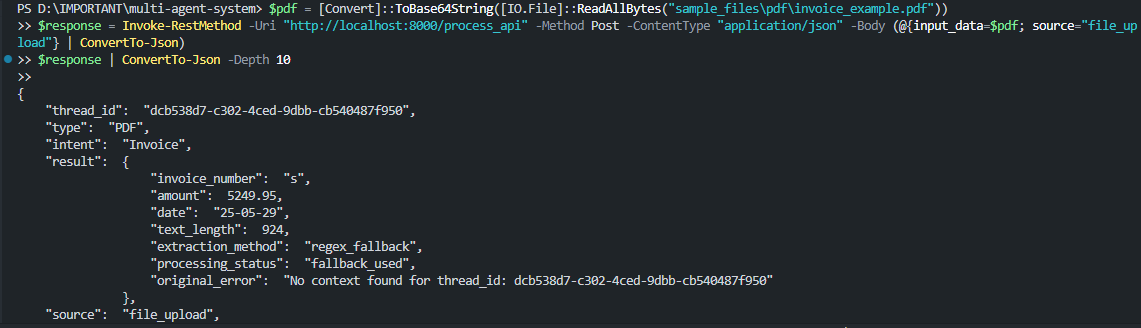 PS D:\IMPORTANT\multi-agent-system> $pdf = [Convert]::ToBase64String([IO.File]::ReadAllBytes("sample_files\pdf\invoice_example.pdf"))
>> $response = Invoke-RestMethod -Uri "http://localhost:8000/process_api" -Method Post -ContentType "application/json" -Body (@{input_data=$pdf; source="file_up
load"} | ConvertTo-Json)
>> $response | ConvertTo-Json -Depth 10
>>
{
    "thread_id":  "dcb538d7-c302-4ced-9dbb-cb540487f950",
    "type":  "PDF",
    "intent":  "Invoice",
    "result":  {
                   "invoice_number":  "s",
                   "amount":  5249.95,
                   "date":  "25-05-29",
                   "text_length":  924,
                   "extraction_method":  "regex_fallback",
                   "processing_status":  "fallback_used",
                   "original_error":  "No context found for thread_id: dcb538d7-c302-4ced-9dbb-cb540487f950"
               },
    "source":  "file_upload",